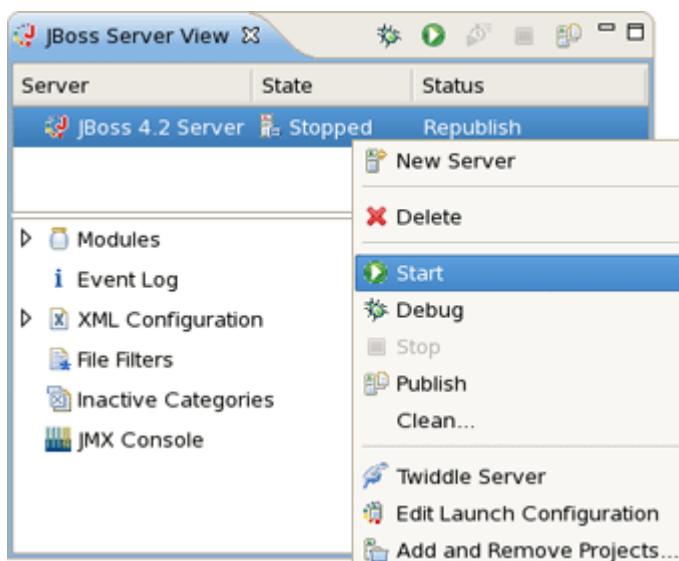 JBoss Server View
Server State Status
JBoss 4.2 Server Stopped Republish
New Server
Delete
Start
Debug
Stop
Publish
Clean...
Twiddle Server
Edit Launch Configuration
Add and Remove Projects...
Modules
Event Log
XML Configuration
File Filters
Inactive Categories
JMX Console